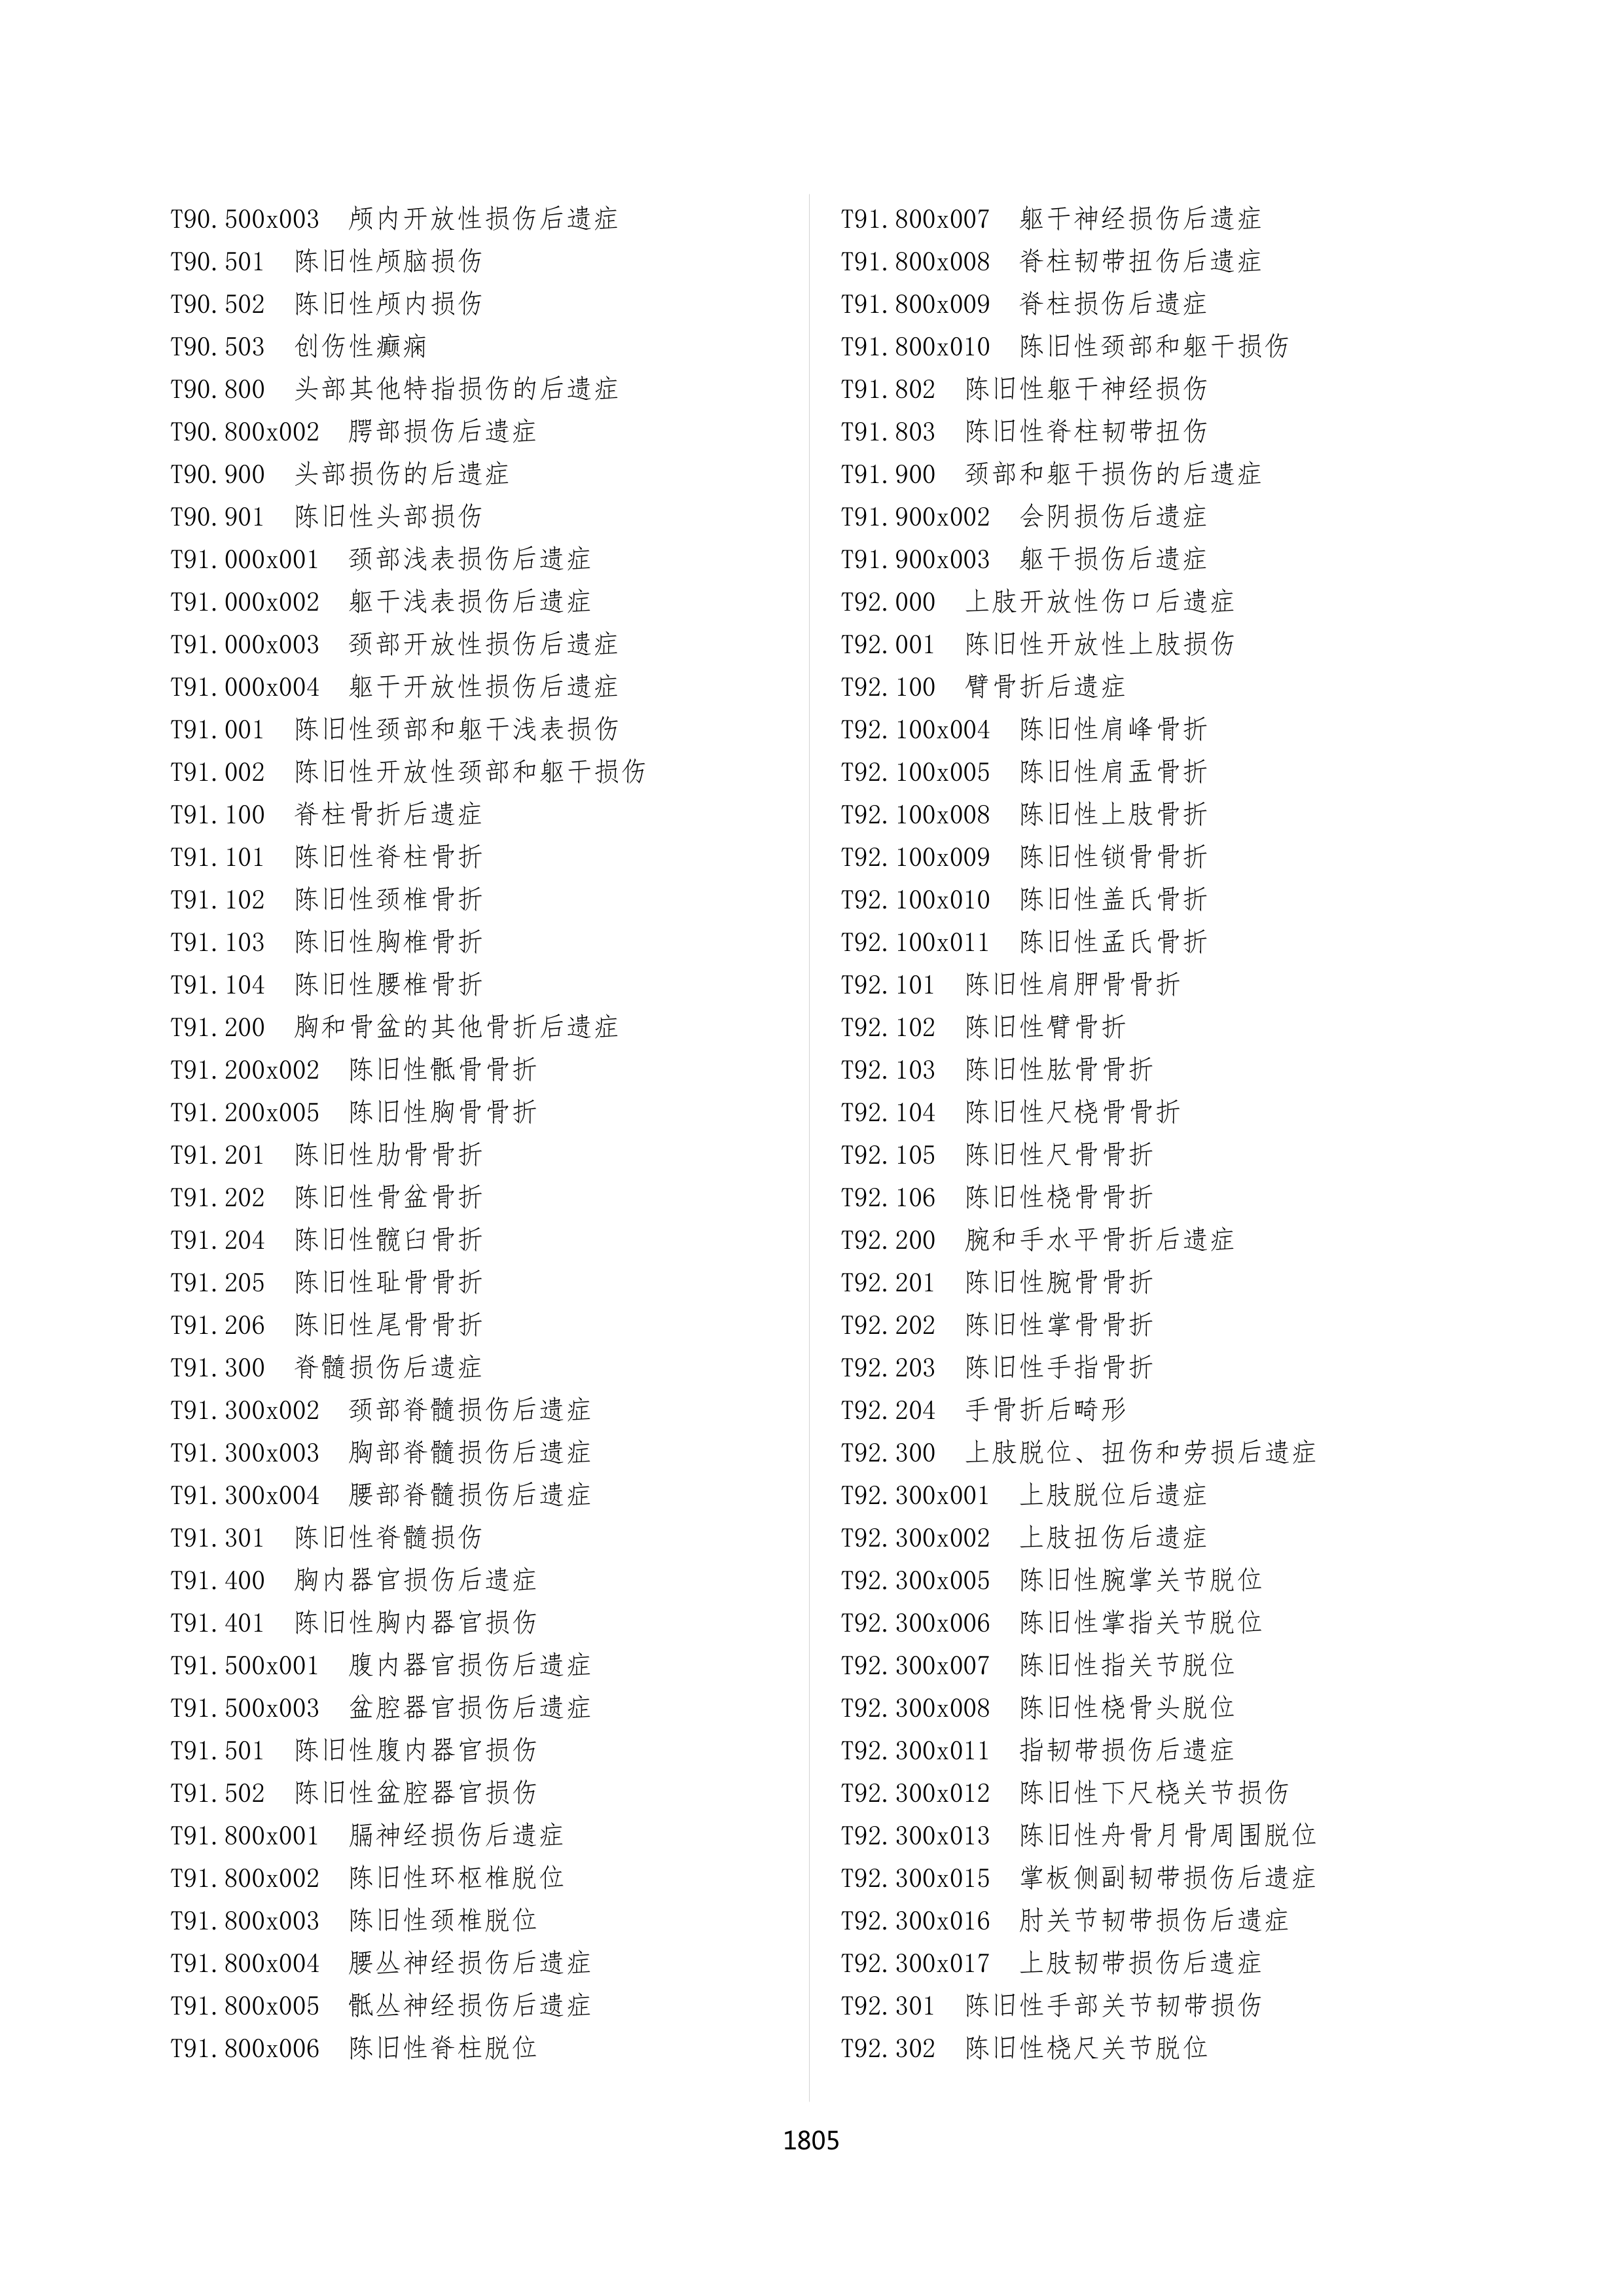 T90.500x003 颅内开放性损伤后遗症
T90.501 陈旧性颅脑损伤
T90.502 陈旧性颅内损伤
T90.503 创伤性癫痫
T90.800 头部其他特指损伤的后遗症
T90.800x002 腭部损伤后遗症
T90.900 头部损伤的后遗症
T90.901 陈旧性头部损伤
T91.000x001 颈部浅表损伤后遗症
T91.000x002 躯干浅表损伤后遗症
T91.000x003 颈部开放性损伤后遗症
T91.000x004 躯干开放性损伤后遗症
T91.001 陈旧性颈部和躯干浅表损伤
T91.002 陈旧性开放性颈部和躯干损伤
T91.100 脊柱骨折后遗症
T91.101 陈旧性脊柱骨折
T91.102 陈旧性颈椎骨折
T91.103 陈旧性胸椎骨折
T91.104 陈旧性腰椎骨折
T91.200 胸和骨盆的其他骨折后遗症
T91.200x002 陈旧性骶骨骨折
T91.200x005 陈旧性胸骨骨折
T91.201 陈旧性肋骨骨折
T91.202 陈旧性骨盆骨折
T91.204 陈旧性髋臼骨折
T91.205 陈旧性耻骨骨折
T91.206 陈旧性尾骨骨折
T91.300 脊髓损伤后遗症
T91.300x002 颈部脊髓损伤后遗症
T91.300x003 胸部脊髓损伤后遗症
T91.300x004 腰部脊髓损伤后遗症
T91.301 陈旧性脊髓损伤
T91.400 胸内器官损伤后遗症
T91.401 陈旧性胸内器官损伤
T91.500x001 腹内器官损伤后遗症
T91.500x003 盆腔器官损伤后遗症
T91.501 陈旧性腹内器官损伤
T91.502 陈旧性盆腔器官损伤
T91.800x001 膈神经损伤后遗症
T91.800x002 陈旧性环枢椎脱位
T91.800x003 陈旧性颈椎脱位
T91.800x004 腰丛神经损伤后遗症
T91.800x005 骶丛神经损伤后遗症
T91.800x006 陈旧性脊柱脱位
T91.800x007 躯干神经损伤后遗症
T91.800x008 脊柱韧带扭伤后遗症
T91.800x009 脊柱损伤后遗症
T91.800x010 陈旧性颈部和躯干损伤
T91.802 陈旧性躯干神经损伤
T91.803 陈旧性脊柱韧带扭伤
T91.900 颈部和躯干损伤的后遗症
T91.900x002 会阴损伤后遗症
T91.900x003 躯干损伤后遗症
T92.000 上肢开放性伤口后遗症
T92.001 陈旧性开放性上肢损伤
T92.100 臂骨折后遗症
T92.100x004 陈旧性肩峰骨折
T92.100x005 陈旧性肩盂骨折
T92.100x008 陈旧性上肢骨折
T92.100x009 陈旧性锁骨骨折
T92.100x010 陈旧性盖氏骨折
T92.100x011 陈旧性孟氏骨折
T92.101 陈旧性肩胛骨骨折
T92.102 陈旧性臂骨折
T92.103 陈旧性肱骨骨折
T92.104 陈旧性尺桡骨骨折
T92.105 陈旧性尺骨骨折
T92.106 陈旧性桡骨骨折
T92.200 腕和手水平骨折后遗症
T92.201 陈旧性腕骨骨折
T92.202 陈旧性掌骨骨折
T92.203 陈旧性手指骨折
T92.204 手骨折后畸形
T92.300 上肢脱位、扭伤和劳损后遗症
T92.300x001 上肢脱位后遗症
T92.300x002 上肢扭伤后遗症
T92.300x005 陈旧性腕掌关节脱位
T92.300x006 陈旧性掌指关节脱位
T92.300x007 陈旧性指关节脱位
T92.300x008 陈旧性桡骨头脱位
T92.300x011 指韧带损伤后遗症
T92.300x012 陈旧性下尺桡关节损伤
T92.300x013 陈旧性舟骨月骨周围脱位
T92.300x015 掌板侧副韧带损伤后遗症
T92.300x016 肘关节韧带损伤后遗症
T92.300x017 上肢韧带损伤后遗症
T92.301 陈旧性手部关节韧带损伤
T92.302 陈旧性桡尺关节脱位
1805